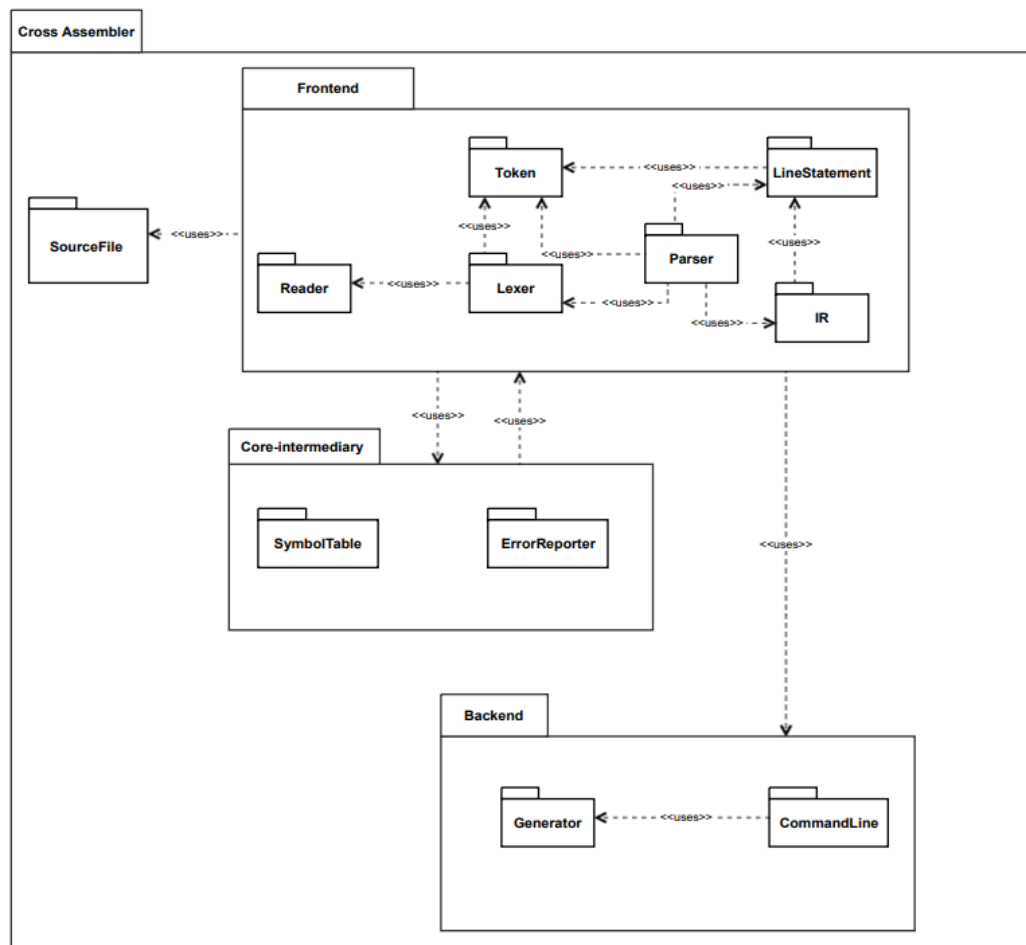 Cross Assembler
Frontend
Token
<<uses>>
LineStatement
<<uses>>
SourceFile
<<uses>>
<<uses>>
<<uses>>
<<uses>>
Reader
<<uses>>
Lexer
<<uses>>
Parser
<<uses>>
IR
<<uses>>
<<uses>>
Core-intermediary
SymbolTable
ErrorReporter
<<uses>>
Backend
Generator
<<uses>>
CommandLine